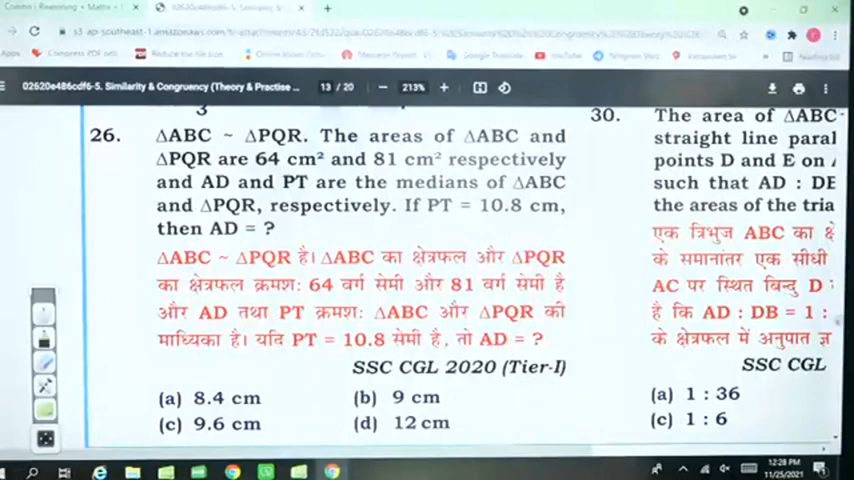 02620e486cdf6-5. Similarity & Congruency (Theory & Practise ...
13 / 20
213%
26. ΔABC ~ ΔPQR. The areas of ΔABC and
ΔPQR are 64 cm² and 81 cm² respectively
and AD and PT are the medians of ΔABC
and ΔPQR, respectively. If PT = 10.8 cm,
then AD = ?
ΔABC ~ ΔPQR है। ΔABC का क्षेत्रफल और ΔPQR
का क्षेत्रफल क्रमश: 64 वर्ग सेमी और 81 वर्ग सेमी है
और AD तथा PT क्रमश: ΔABC और ΔPQR की
माध्यिका है। यदि PT = 10.8 सेमी है, तो AD = ?
SSC CGL 2020 (Tier-I)
(a) 8.4 cm (b) 9 cm
(c) 9.6 cm (d) 12 cm
30. The area of ΔABC
straight line paral
points D and E on
such that AD : DE
the areas of the tria
एक त्रिभुज ABC का
के समानांतर एक सीधी
AC पर स्थित बिन्दु D
है कि AD : DB = 1 :
के क्षेत्रफल में अनुपात
SSC CGL
(a) 1 : 36
(c) 1 : 6
12:28 PM
11/25/2021